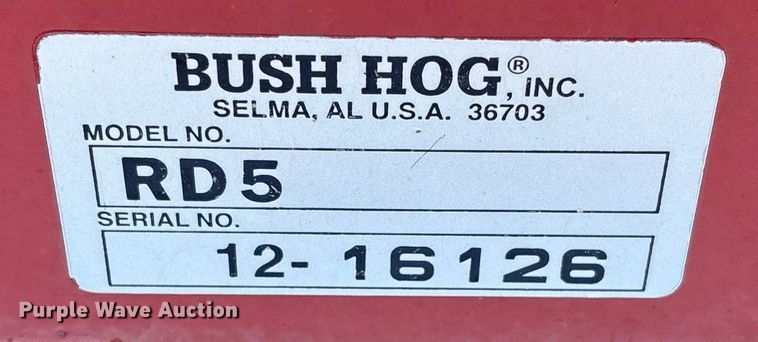 BUSH HOG®, INC.
SELMA, AL U.S.A. 36703
MODEL NO.
RD5
SERIAL NO.
12-16126
Purple Wave Auction